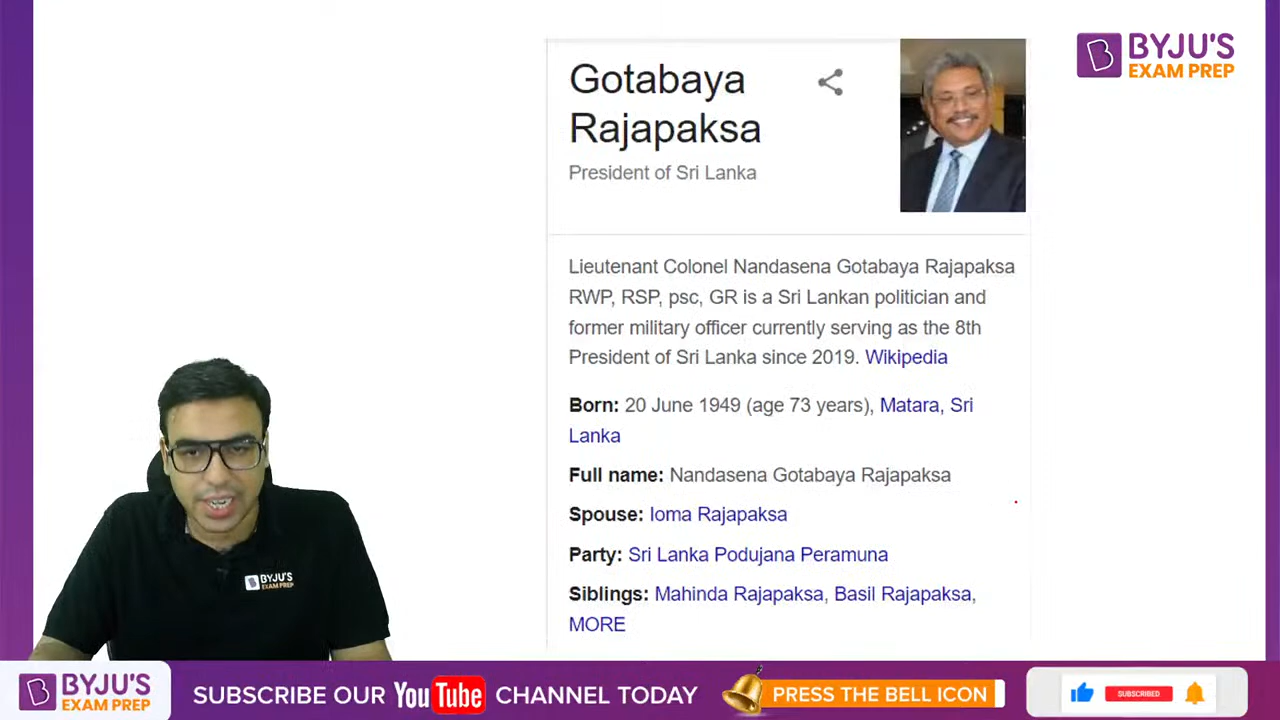 BYJU'S
EXAM PREP
Gotabaya
Rajapaksa
President of Sri Lanka
Lieutenant Colonel Nandasena Gotabaya Rajapaksa
RWP, RSP, psc, GR is a Sri Lankan politician and
former military officer currently serving as the 8th
President of Sri Lanka since 2019. Wikipedia
Born: 20 June 1949 (age 73 years), Matara, Sri
Lanka
Full name: Nandasena Gotabaya Rajapaksa
Spouse: Ioma Rajapaksa
Party: Sri Lanka Podujana Peramuna
Siblings: Mahinda Rajapaksa, Basil Rajapaksa,
MORE
BYJU'S
EXAM PREP
BYJU'S
EXAM PREP
SUBSCRIBE OUR YouTube CHANNEL TODAY
PRESS THE BELL ICON
SUBSCRIBED